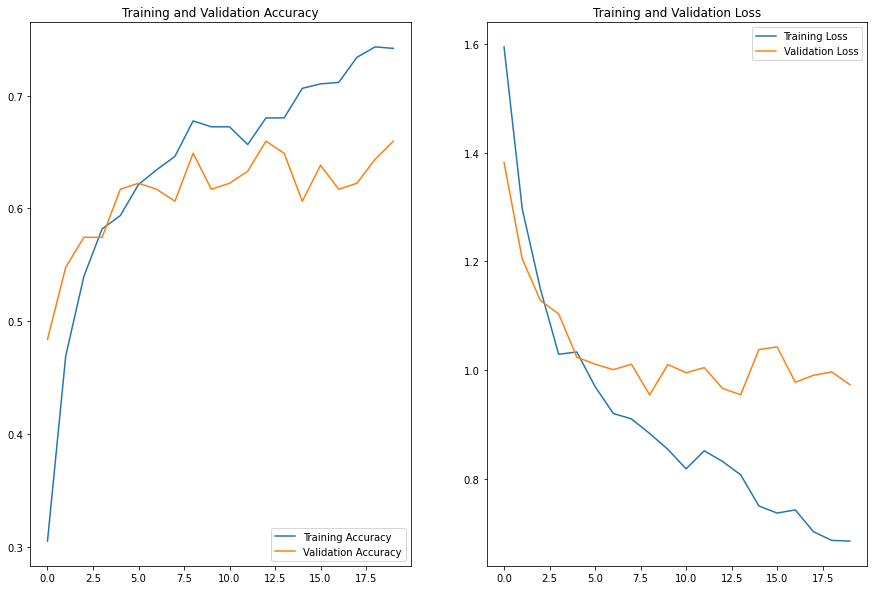 Training and Validation Accuracy
0.7
0.6
0.5
0.4
0.3
Training Accuracy
Validation Accuracy
0.0 2.5 5.0 7.5 10.0 12.5 15.0 17.5
Training and Validation Loss
1.6
1.4
1.2
1.0
0.8
Training Loss
Validation Loss
0.0 2.5 5.0 7.5 10.0 12.5 15.0 17.5